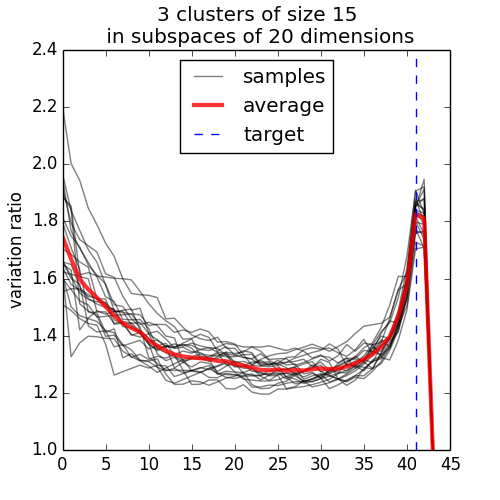 3 clusters of size 15
in subspaces of 20 dimensions
2.4
2.2
2.0
1.8
1.6
1.4
1.2
1.0
variation ratio
samples
average
target
0 5 10 15 20 25 30 35 40 45